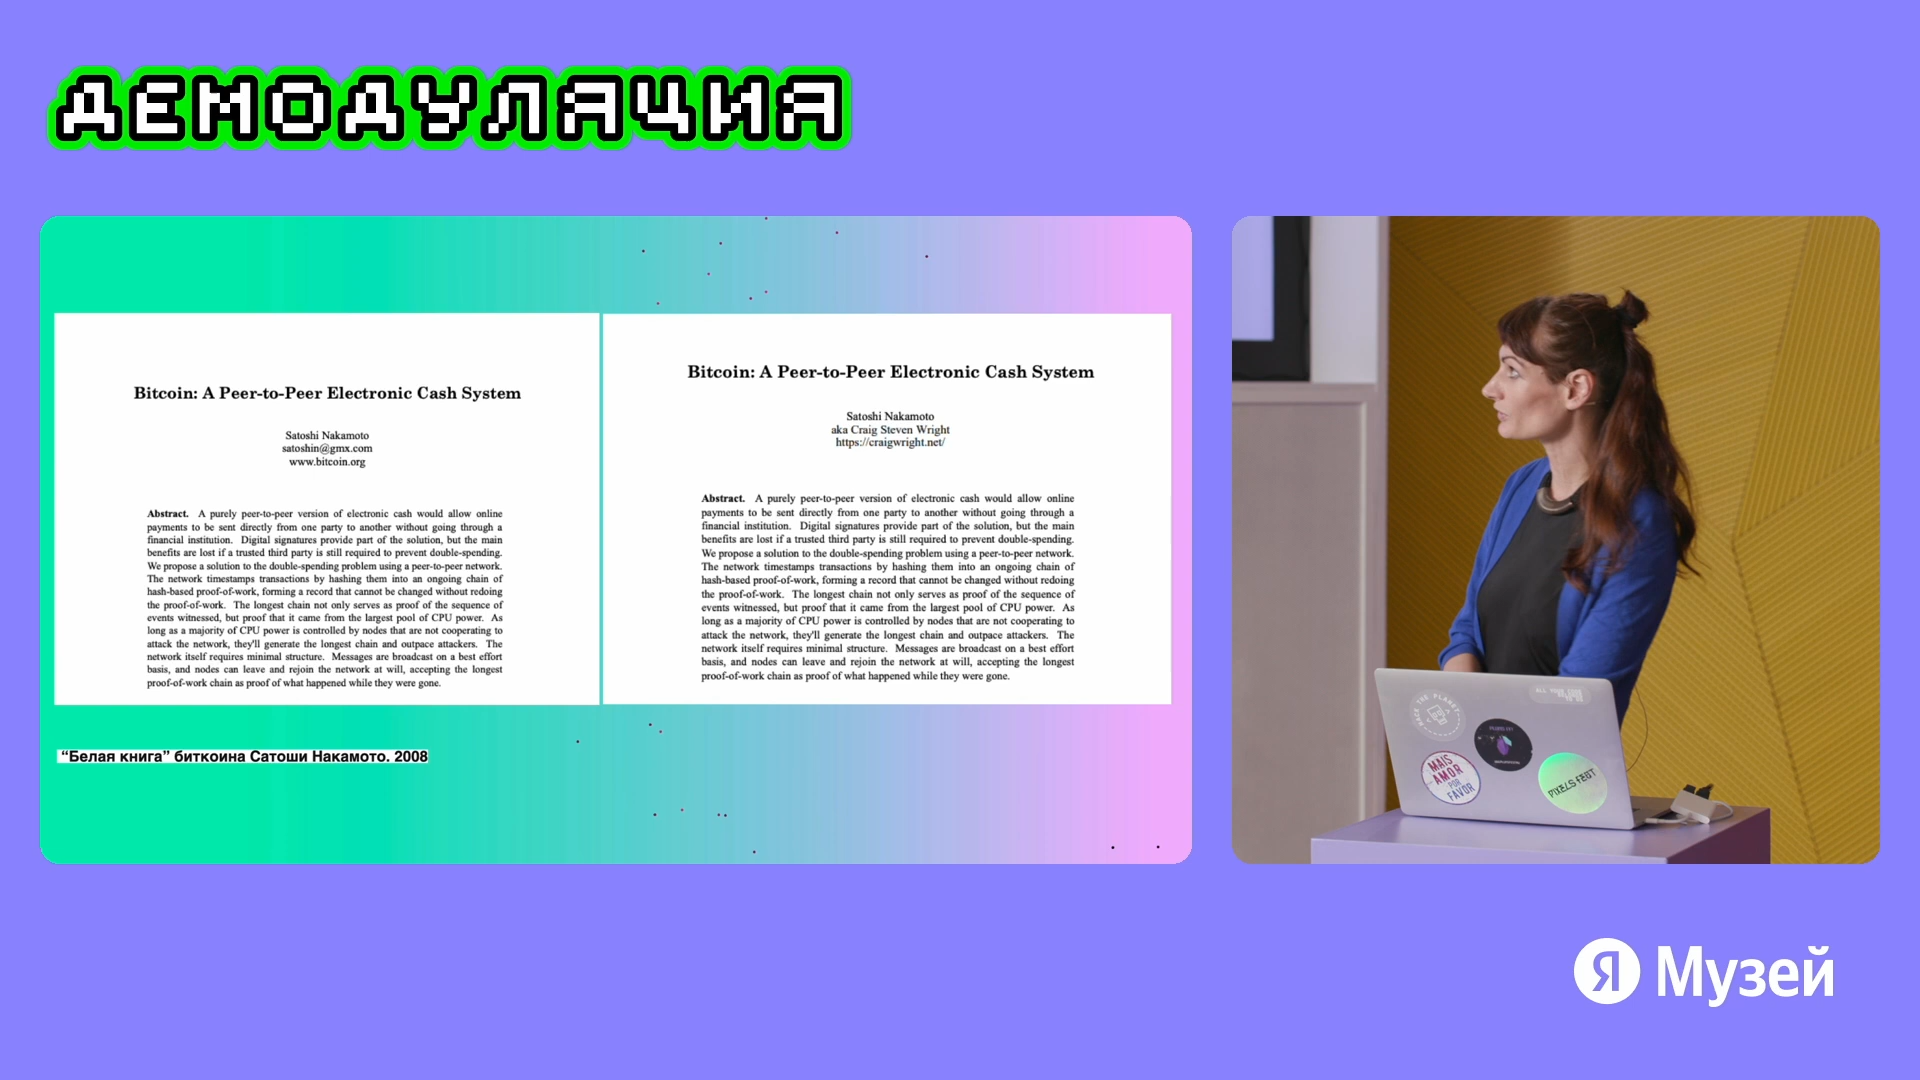 ДЕМОДУЛЯЦИЯ
Bitcoin: A Peer-to-Peer Electronic Cash System
Satoshi Nakamoto
satoshin@gmx.com
www.bitcoin.org
Abstract. A purely peer-to-peer version of electronic cash would allow online
payments to be sent directly from one party to another without going through a
financial institution. Digital signatures provide part of the solution, but the main
benefits are lost if a trusted third party is still required to prevent double-spending.
We propose a solution to the double-spending problem using a peer-to-peer network.
The network timestamps transactions by hashing them into an ongoing chain of
hash-based proof-of-work, forming a record that cannot be changed without redoing
the proof-of-work. The longest chain not only serves as proof of the sequence of
events witnessed, but proof that it came from the largest pool of CPU power. As
long as a majority of CPU power is controlled by nodes that are not cooperating to
attack the network, they'll generate the longest chain and outpace attackers. The
network itself requires minimal structure. Messages are broadcast on a best effort
basis, and nodes can leave and rejoin the network at will, accepting the longest
proof-of-work chain as proof of what happened while they were gone.
Bitcoin: A Peer-to-Peer Electronic Cash System
Satoshi Nakamoto
aka Craig Steven Wright
https://craigwright.net/
Abstract. A purely peer-to-peer version of electronic cash would allow online
payments to be sent directly from one party to another without going through a
financial institution. Digital signatures provide part of the solution, but the main
benefits are lost if a trusted third party is still required to prevent double-spending.
We propose a solution to the double-spending problem using a peer-to-peer network.
The network timestamps transactions by hashing them into an ongoing chain of
hash-based proof-of-work, forming a record that cannot be changed without redoing
the proof-of-work. The longest chain not only serves as proof of the sequence of
events witnessed, but proof that it came from the largest pool of CPU power. As
long as a majority of CPU power is controlled by nodes that are not cooperating to
attack the network, they'll generate the longest chain and outpace attackers. The
network itself requires minimal structure. Messages are broadcast on a best effort
basis, and nodes can leave and rejoin the network at will, accepting the longest
proof-of-work chain as proof of what happened while they were gone.
“Белая книга” биткоина Сатоши Накамото. 2008
HACK THE PLANET
MAIS
AMOR
POR
FAVOR
PIXELS FEST
Я Музей